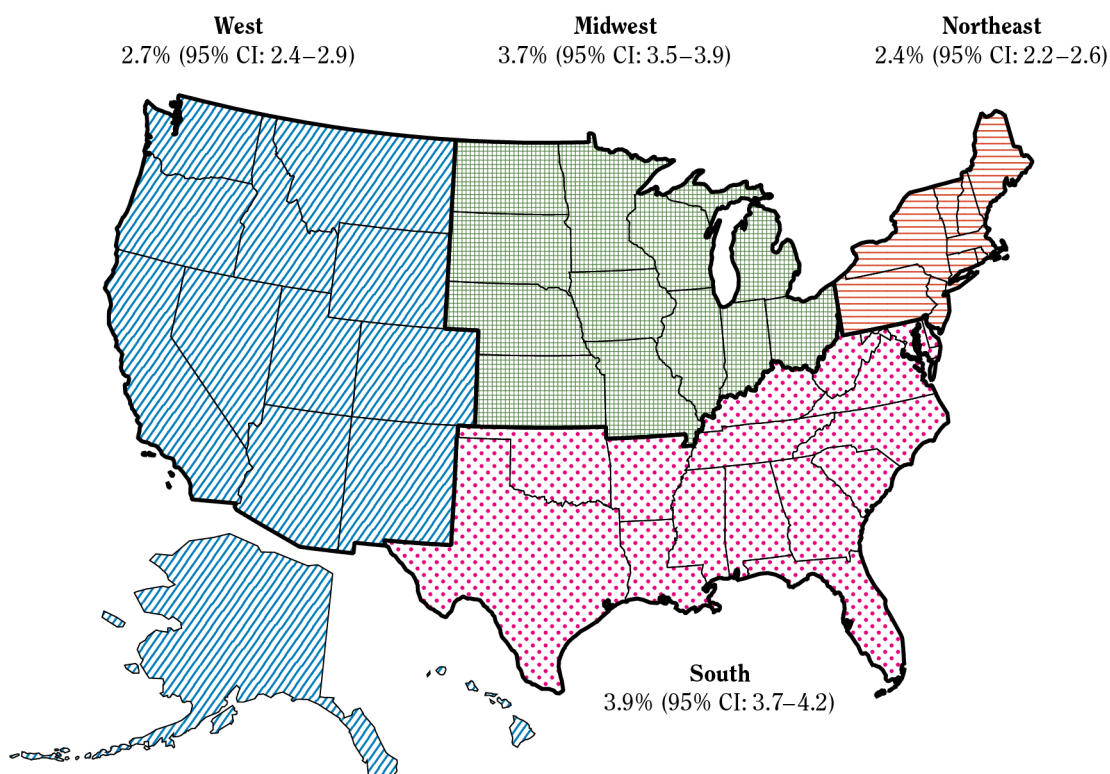 West
2.7% (95% CI: 2.4–2.9)
Midwest
3.7% (95% CI: 3.5–3.9)
Northeast
2.4% (95% CI: 2.2–2.6)
South
3.9% (95% CI: 3.7–4.2)